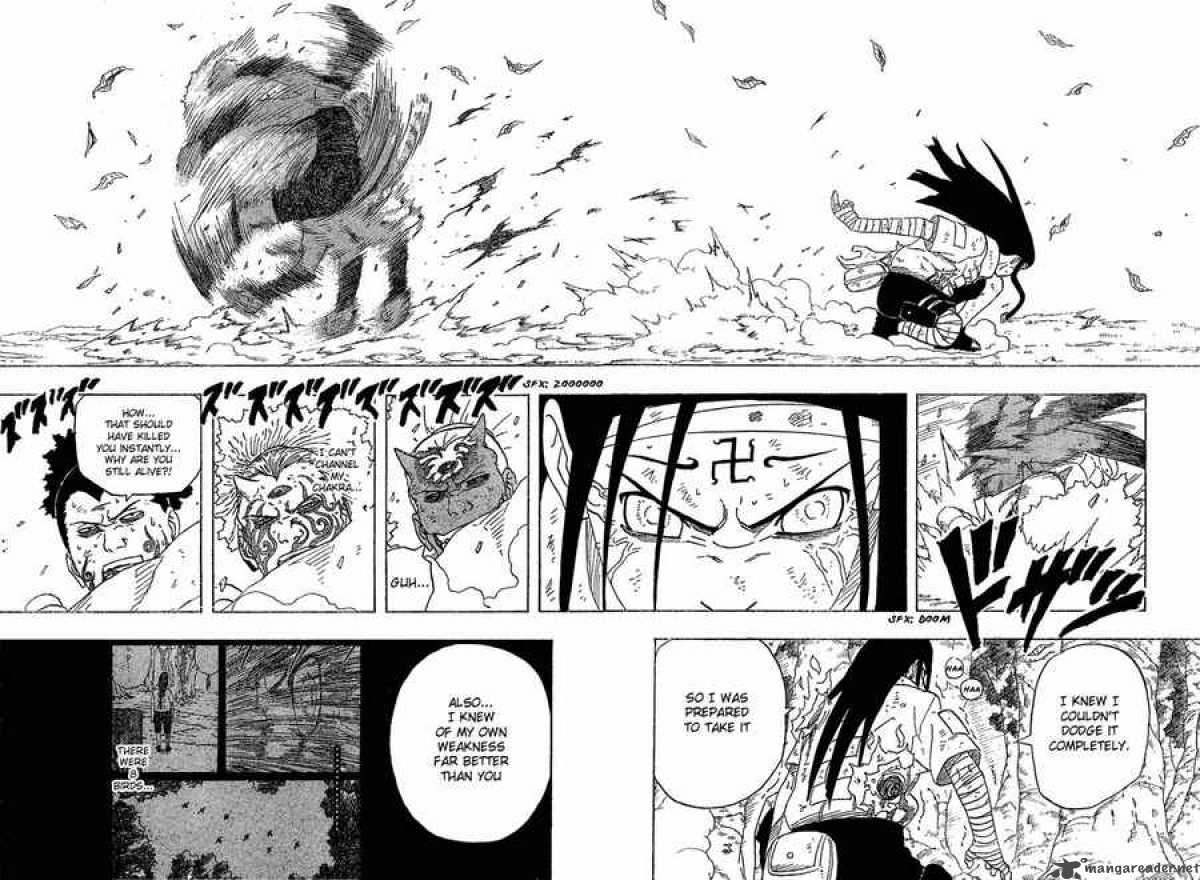 SFX: BOOM
SFX: ZOOOOOO
ドザァ
ズズズズズズ
GUH...
I CAN'T
CHANNEL
MY
CHAKRA...
ズズズ
HOW...
THAT SHOULD
HAVE KILLED
YOU INSTANTLY...
WHY ARE YOU
STILL ALIVE?!
I KNEW I
COULDN'T
DODGE IT
COMPLETELY.
HAA
HAA
SO I WAS
PREPARED
TO TAKE IT
ALSO...
I KNEW
OF MY OWN
WEAKNESS
FAR BETTER
THAN YOU
THERE
WERE
8
BIRDS...
mangareader.net